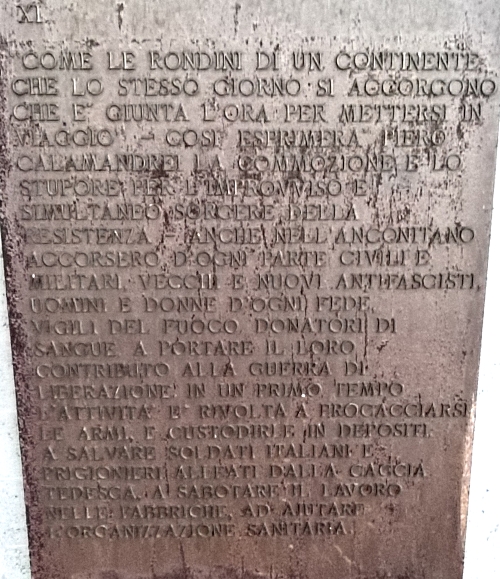 XI.
"COME LE RONDINI DI UN CONTINENTE
CHE LO STESSO GIORNO SI ACCORGONO
CHE E' GIUNTA L'ORA PER METTERSI IN
VIAGGIO" - COSI' ESPRIMERA' PIERO
CALAMANDREI LA COMMOZIONE E LO
STUPORE PER L'IMPROVVISO E
SIMULTANEO SORGERE DELLA
RESISTENZA - ANCHE NELL'ANCONITANO
ACCORSERO D'OGNI PARTE CIVILI E
MILITARI, VECCHI E NUOVI ANTIFASCISTI,
UOMINI E DONNE D'OGNI FEDE,
VIGILI DEL FUOCO, DONATORI DI
SANGUE, A PORTARE IL LORO
CONTRIBUTO ALLA GUERRA DI
LIBERAZIONE. IN UN PRIMO TEMPO
L'ATTIVITA' E' RIVOLTA A PROCACCIARSI
LE ARMI, E CUSTODIRLE IN DEPOSITI,
A SALVARE SOLDATI ITALIANI E
PRIGIONIERI ALLEATI DALLA CACCIA
TEDESCA, A SABOTARE IL LAVORO
NELLE FABBRICHE, AD AIUTARE
L'ORGANIZZAZIONE SANITARIA.